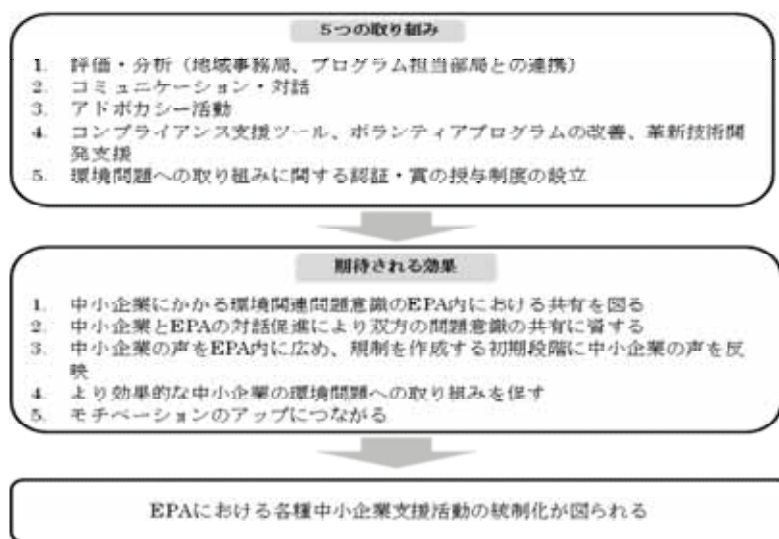 5つの取り組み
1. 評価・分析（地域事務局、プログラム担当部局との連携）
2. コミュニケーション・対話
3. アドボカシー活動
4. コンプライアンス支援ツール、ボランティアプログラムの改善、革新技術開
発支援
5. 環境問題への取り組みに関する認証・賞の授与制度の設立
期待される効果
1. 中小企業にかかる環境関連問題意識のEPA内における共有を図る
2. 中小企業とEPAの対話促進により双方の問題意識の共有に資する
3. 中小企業の声をEPA内に広め、規制を作成する初期段階に中小企業の声を反
映
4. より効果的な中小企業の環境問題への取り組みを促す
5. モチベーションのアップにつながる
EPAにおける各種中小企業支援活動の統制化が図られる